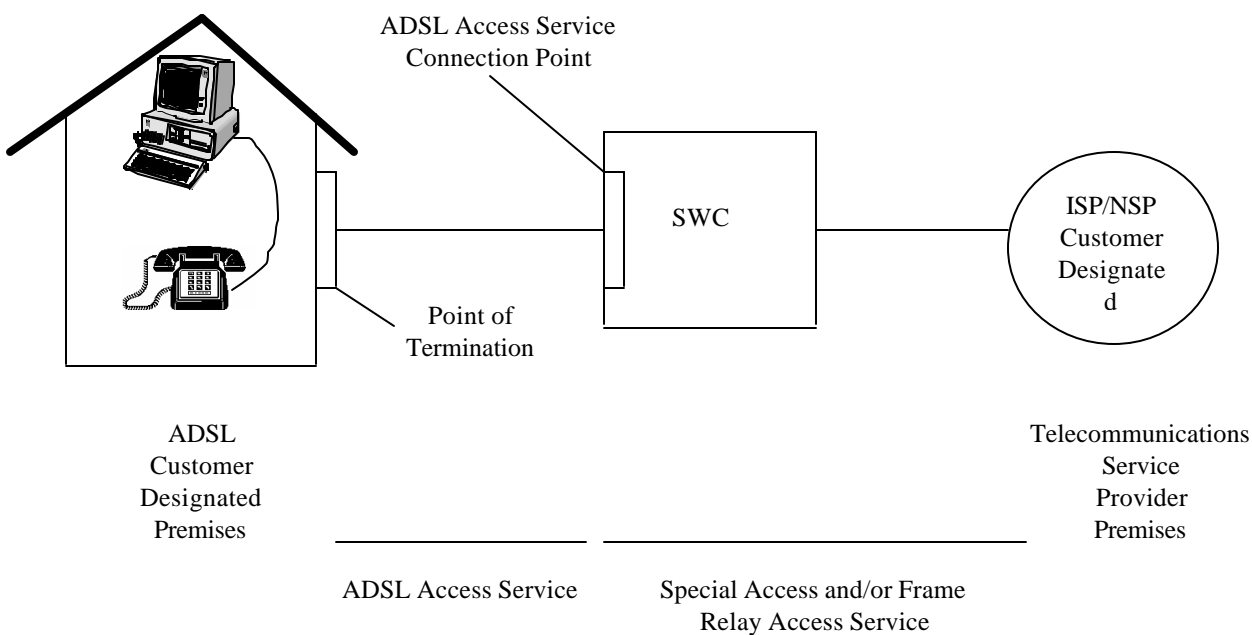 ADSL Access Service
Connection Point
SWC
ISP/NSP
Customer
Designate
d
Point of
Termination
ADSL
Customer
Designated
Premises
Telecommunications
Service
Provider
Premises
ADSL Access Service
Special Access and/or Frame
Relay Access Service